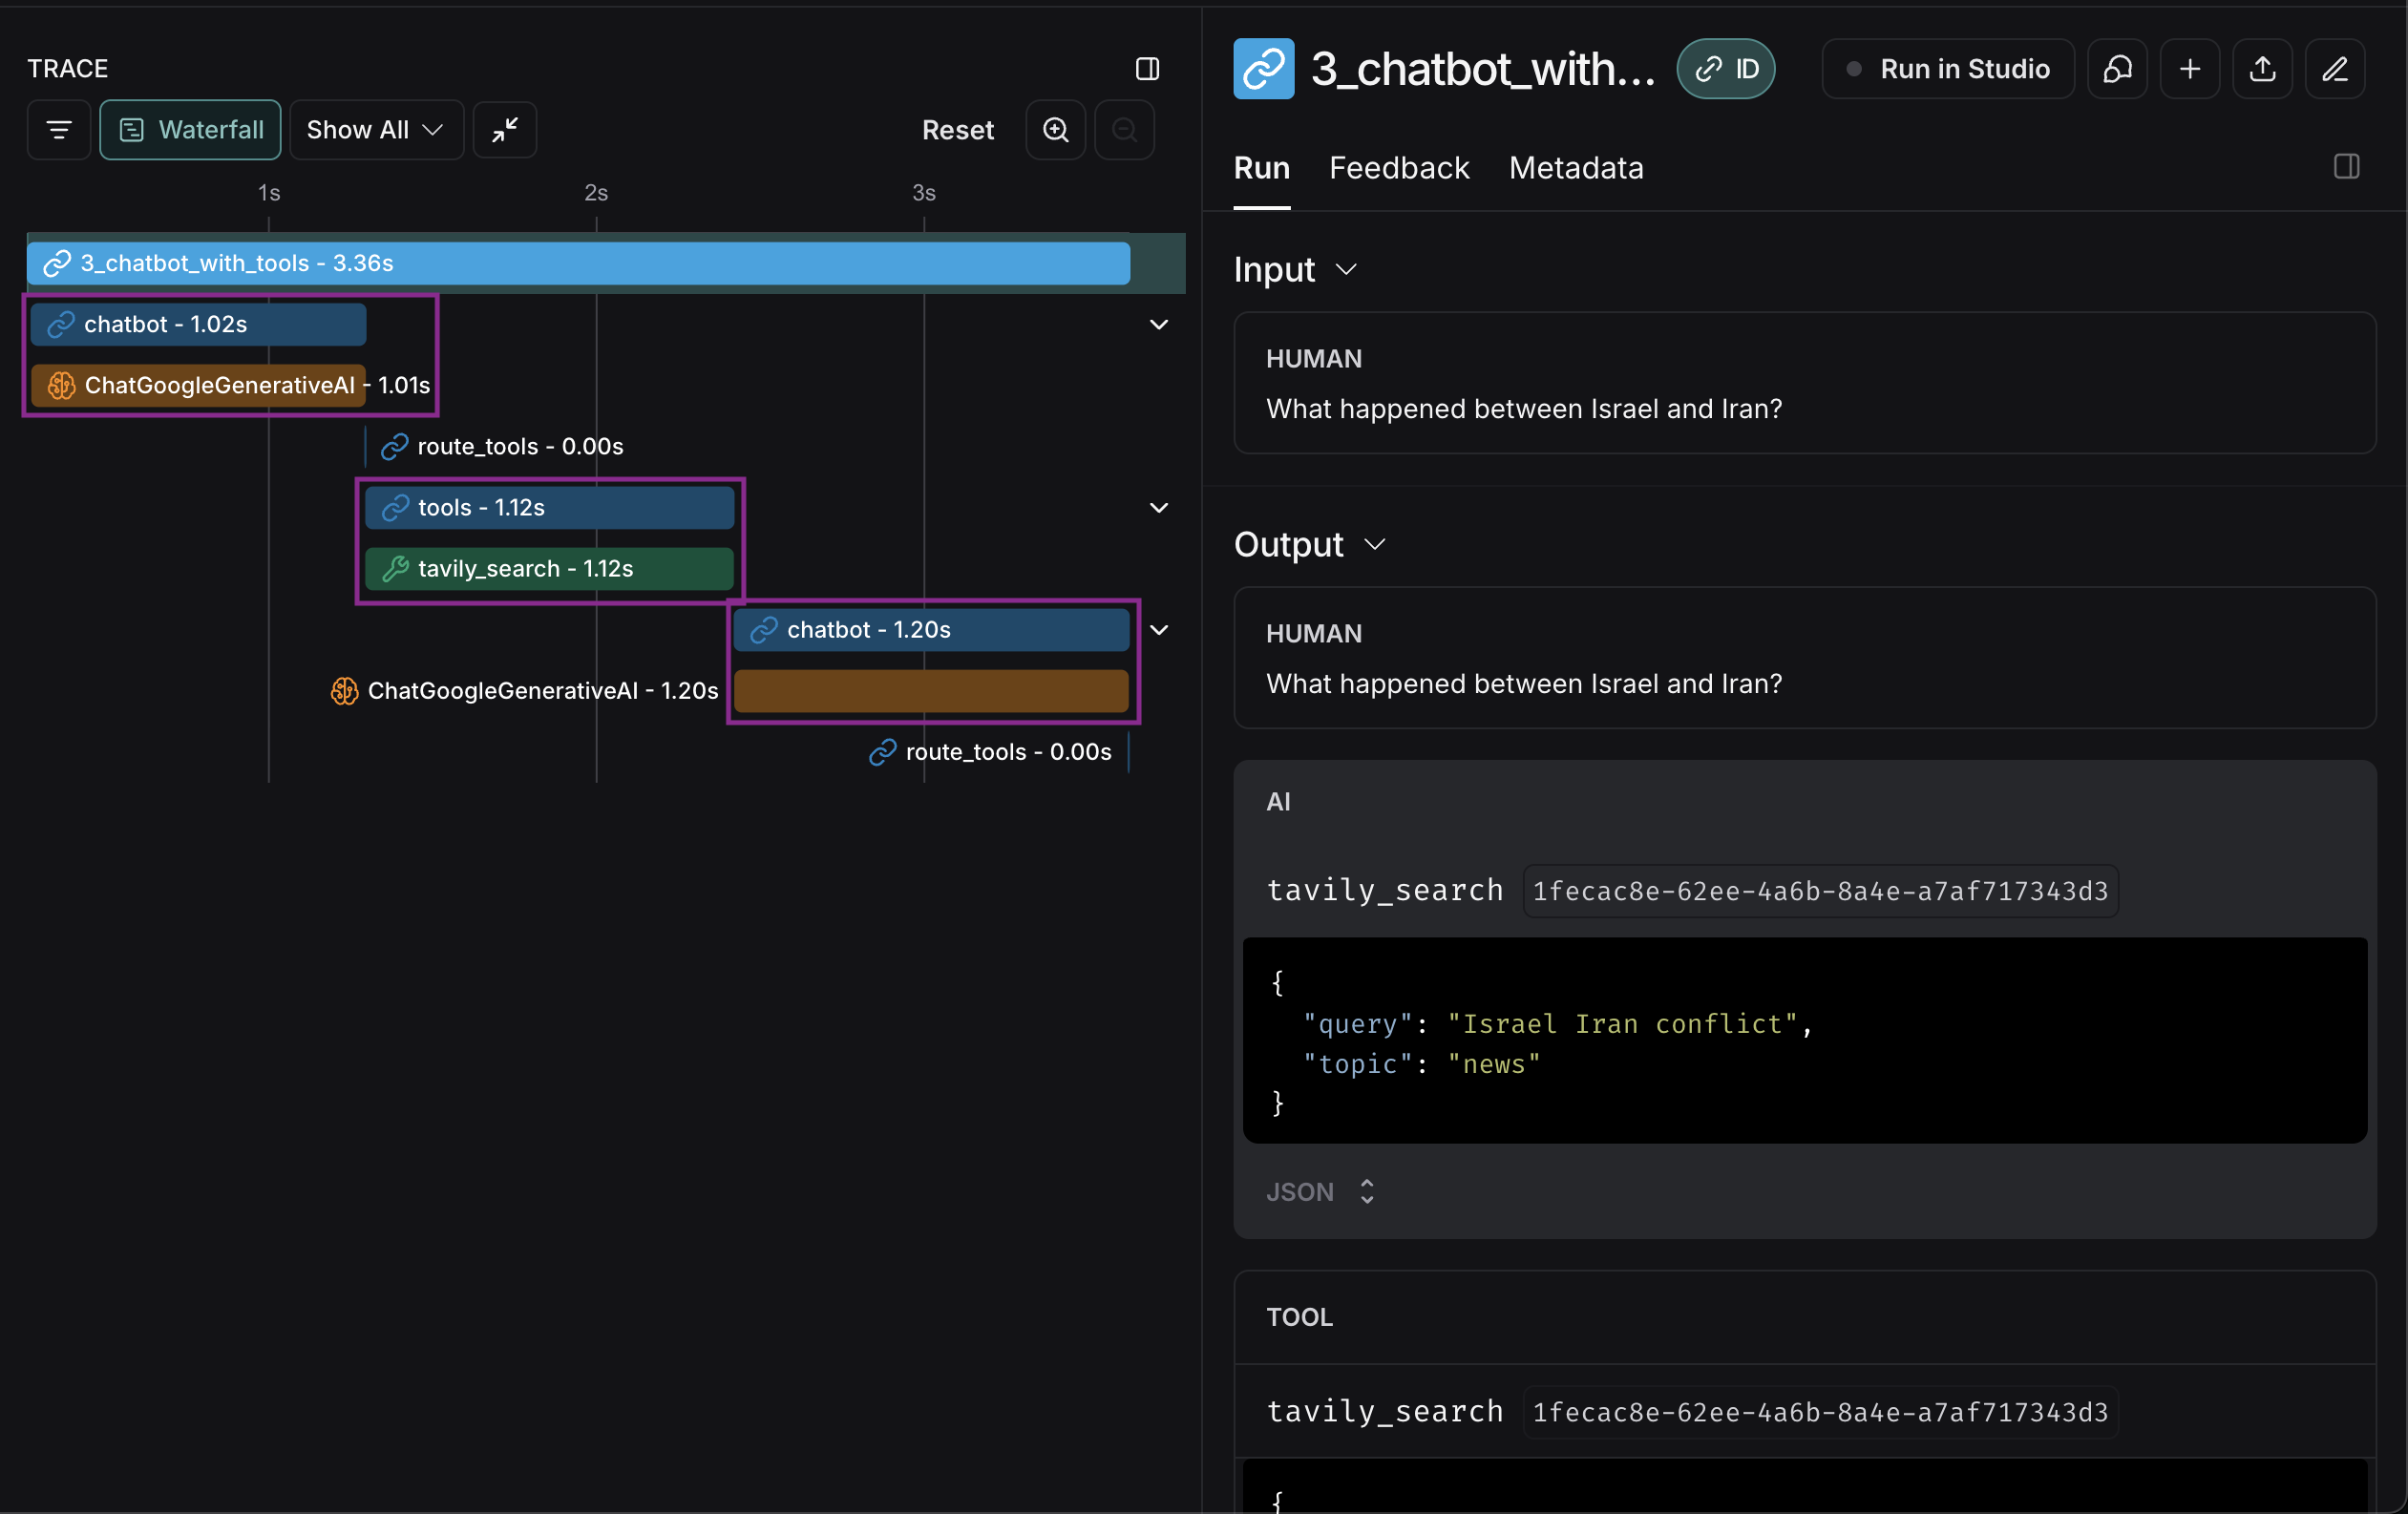 TRACE
Waterfall
Show All
Reset
1s
2s
3s
3_chatbot_with_tools - 3.36s
chatbot - 1.02s
ChatGoogleGenerativeAI - 1.01s
route_tools - 0.00s
tools - 1.12s
tavily_search - 1.12s
chatbot - 1.20s
ChatGoogleGenerativeAI - 1.20s
route_tools - 0.00s
3_chatbot_with...
ID
Run in Studio
Run
Feedback
Metadata
Input
HUMAN
What happened between Israel and Iran?
Output
HUMAN
What happened between Israel and Iran?
AI
tavily_search 1fecac8e-62ee-4a6b-8a4e-a7af717343d3
{
"query": "Israel Iran conflict",
"topic": "news"
}
JSON
TOOL
tavily_search 1fecac8e-62ee-4a6b-8a4e-a7af717343d3
{